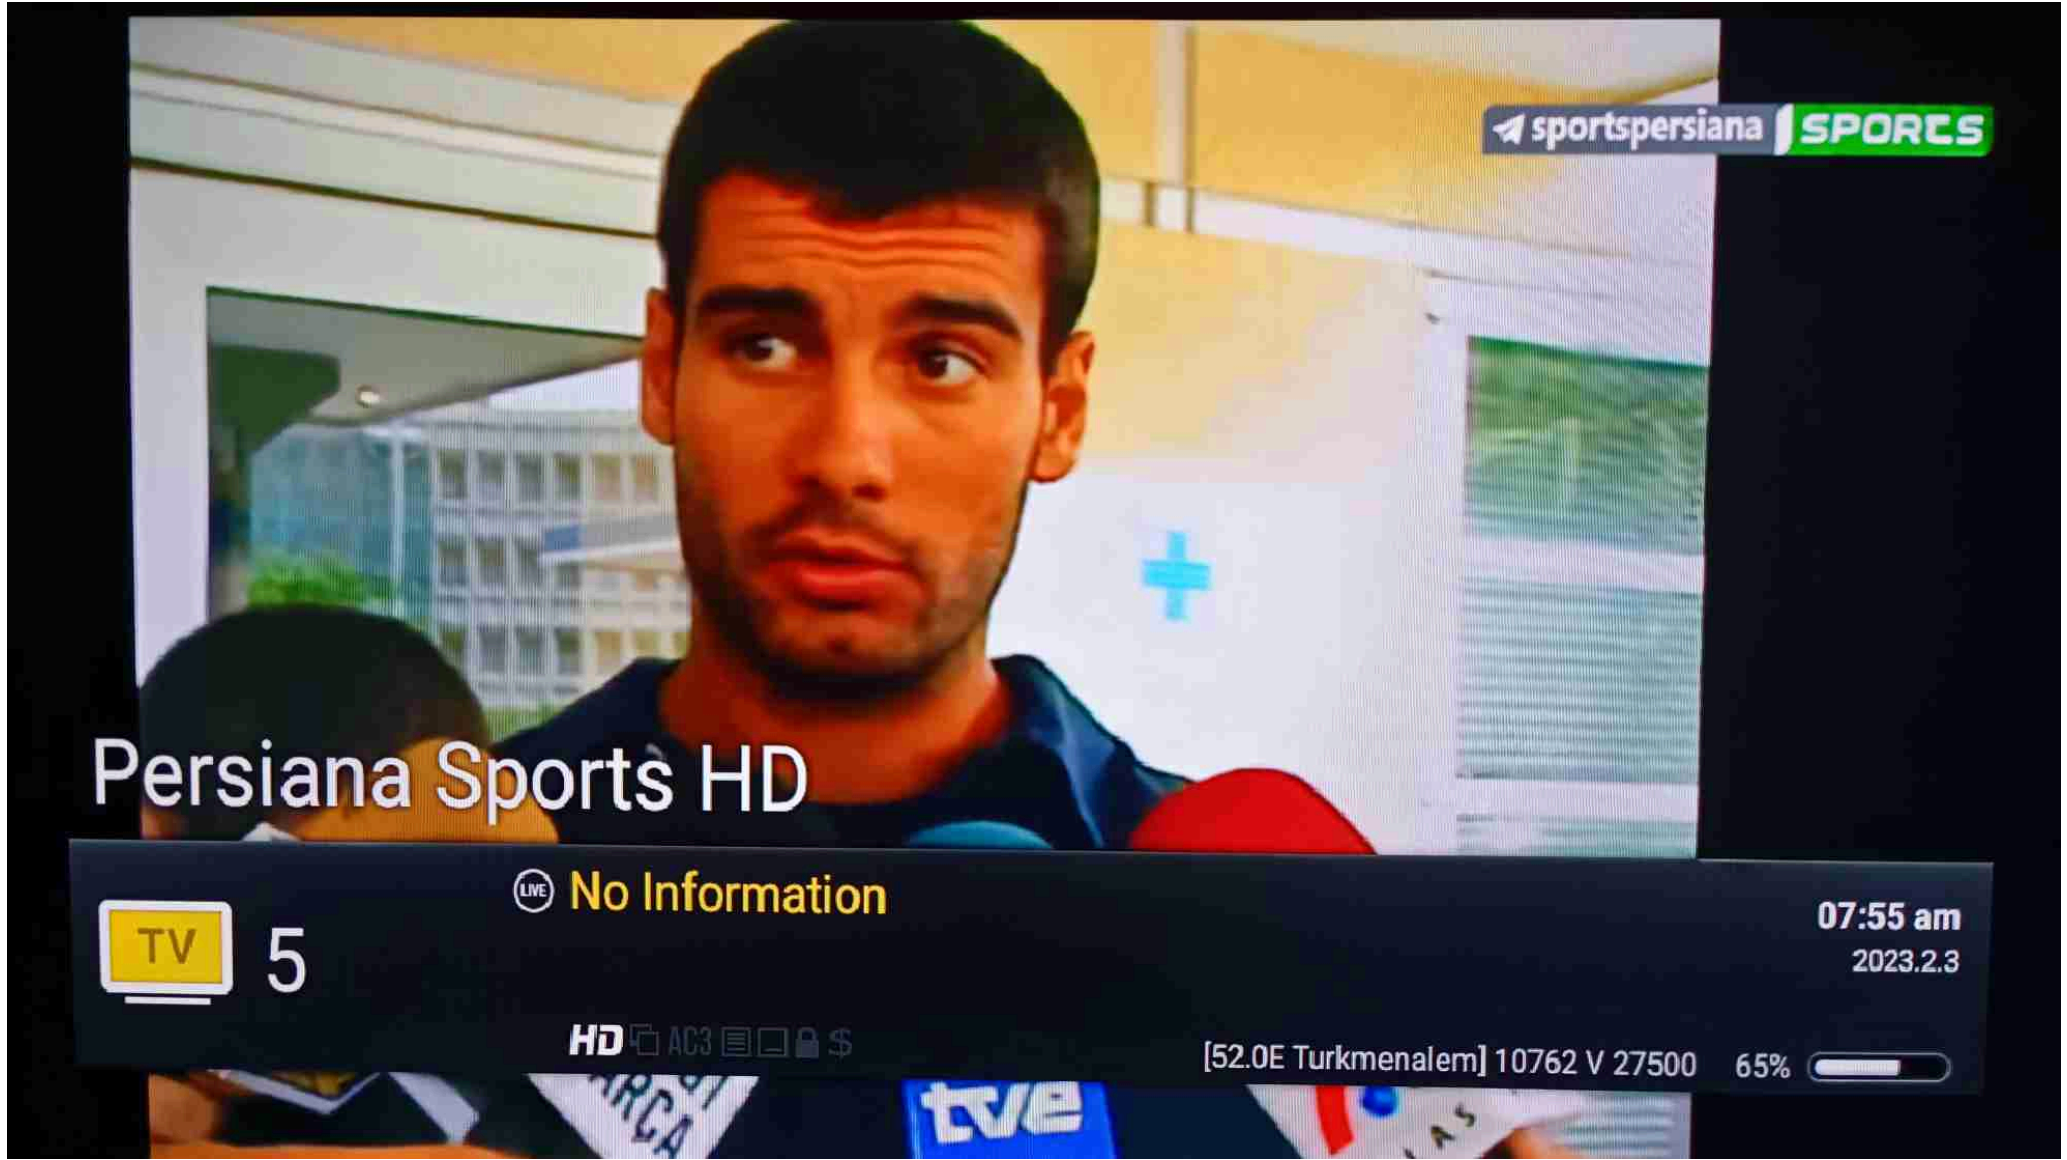 sportspersiana SPORTS
Persiana Sports HD
LIVE No Information
TV 5
07:55 am
2023.2.3
HD AC3 $
[52.0E Turkmenalem] 10762 V 27500 65%
tve